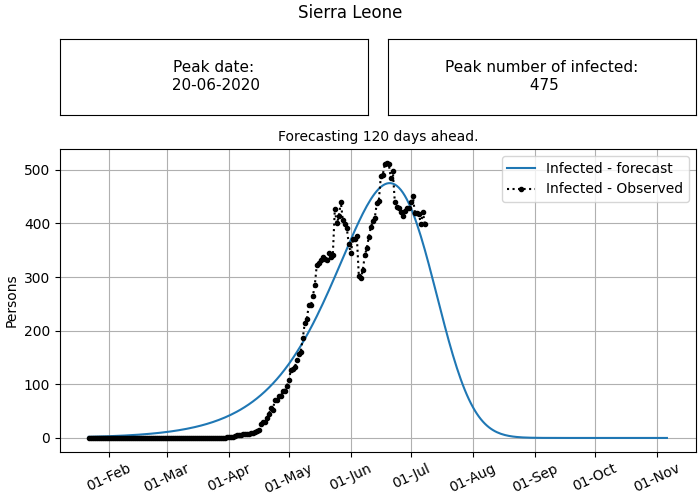 Sierra Leone
Peak date:
20-06-2020
Peak number of infected:
475
Forecasting 120 days ahead.
Infected - forecast
Infected - Observed
Persons
500
400
300
200
100
0
01-Feb
01-Mar
01-Apr
01-May
01-Jun
01-Jul
01-Aug
01-Sep
01-Oct
01-Nov